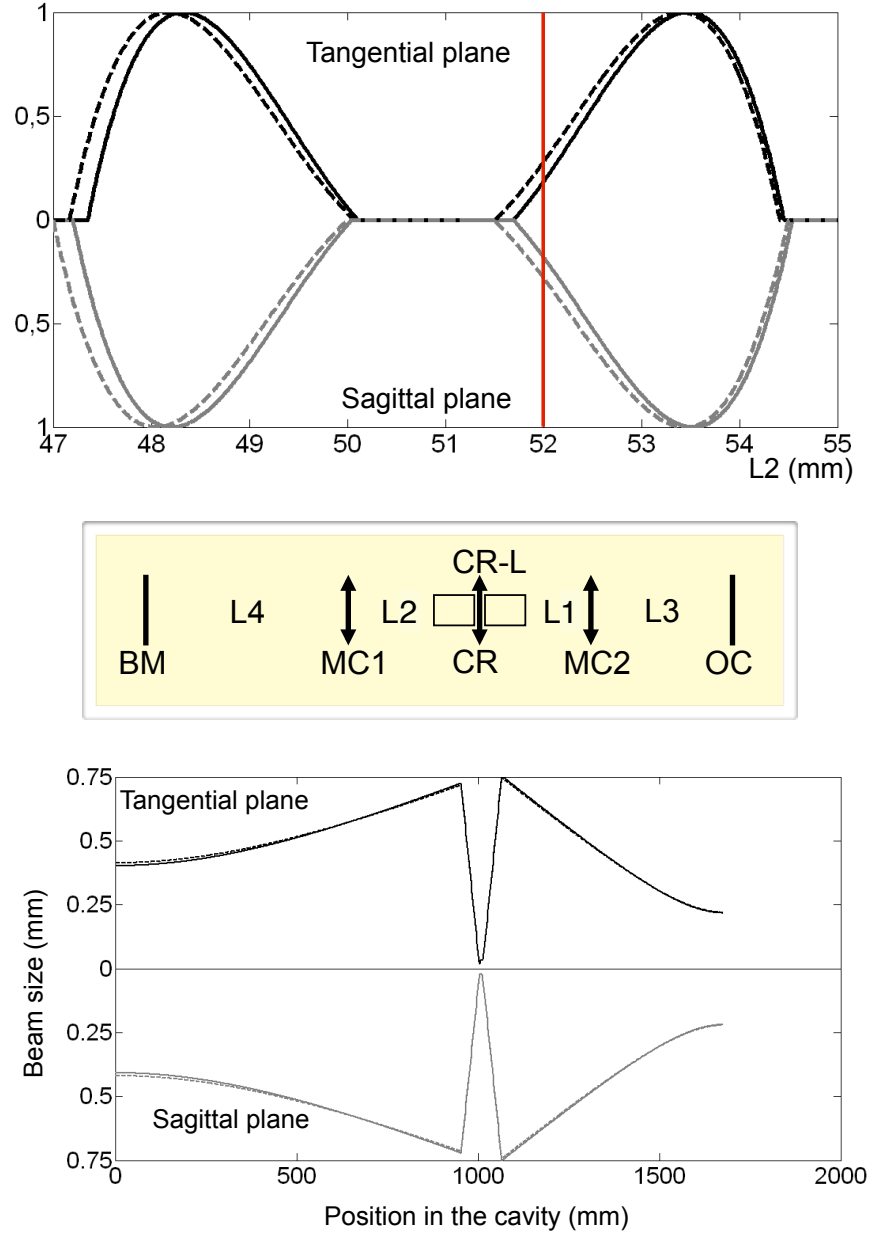 1
Tangential plane
0,5
0
0,5
Sagittal plane
1
47 48 49 50 51 52 53 54 55
L2 (mm)
CR-L
L4 L2 L1 L3
BM MC1 CR MC2 OC
0.75
Tangential plane
0.5
0.25
0
0.25
0.5
Sagittal plane
0.75
0 500 1000 1500 2000
Beam size (mm)
Position in the cavity (mm)